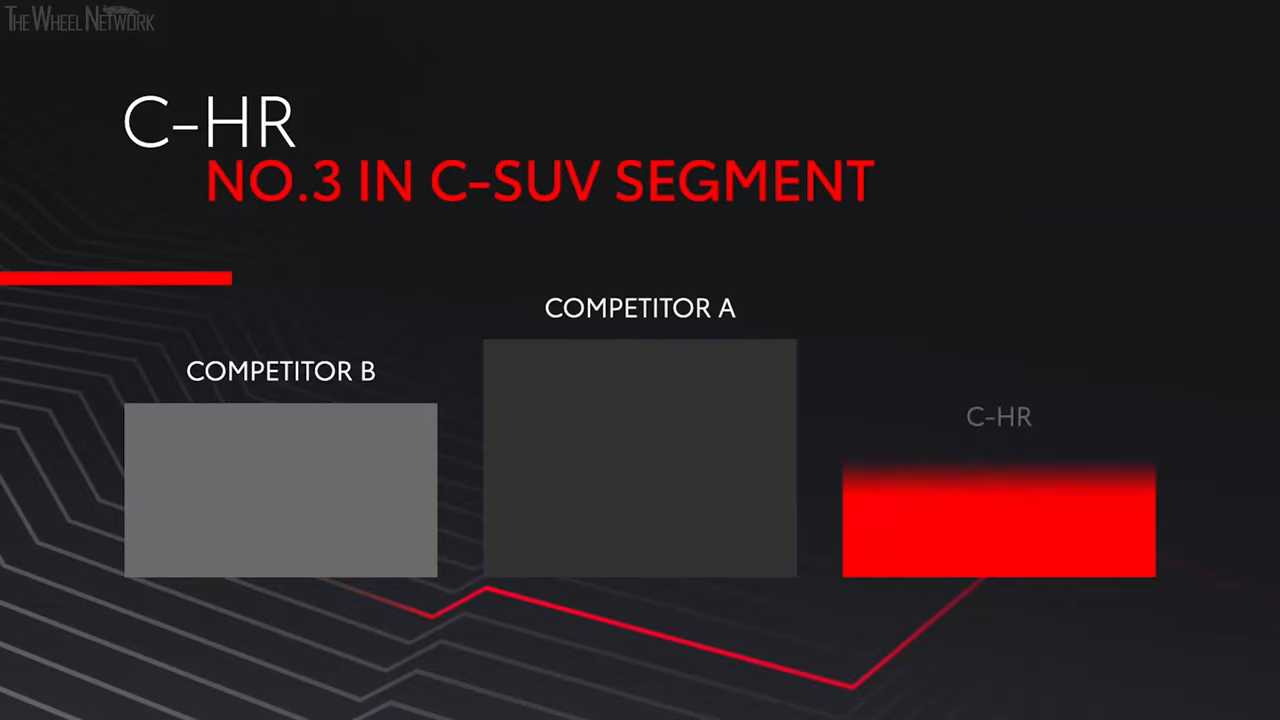 THE WHEEL NETWORK
C-HR
NO.3 IN C-SUV SEGMENT
COMPETITOR A
COMPETITOR B
C-HR